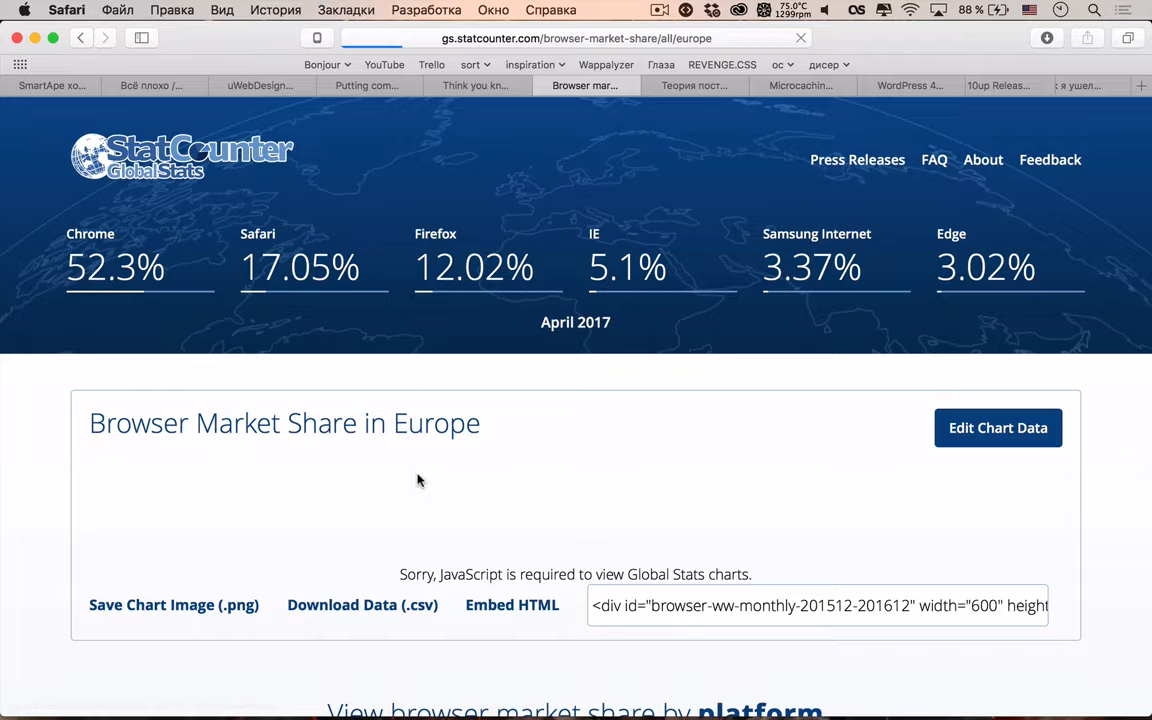 Safari Файл Правка Вид История Закладки Разработка Окно Справка 75.0°C 1299rpm 88 %
gs.statcounter.com/browser-market-share/all/europe
Bonjour YouTube Trello sort inspiration Wappalyzer Глаза REVENGE.CSS ос дисер
SmartApe хо... Всё плохо /... uWebDesign... Putting com... Think you kn... Browser mar... Теория пост... Microcachin... WordPress 4... 10up Releas... к я ушел...
StatCounter
GlobalStats
Press Releases FAQ About Feedback
Chrome Safari Firefox IE Samsung Internet Edge
52.3% 17.05% 12.02% 5.1% 3.37% 3.02%
April 2017
Browser Market Share in Europe
Edit Chart Data
Sorry, JavaScript is required to view Global Stats charts.
Save Chart Image (.png) Download Data (.csv) Embed HTML <div id="browser-ww-monthly-201512-201612" width="600" height
View browser market share by platform